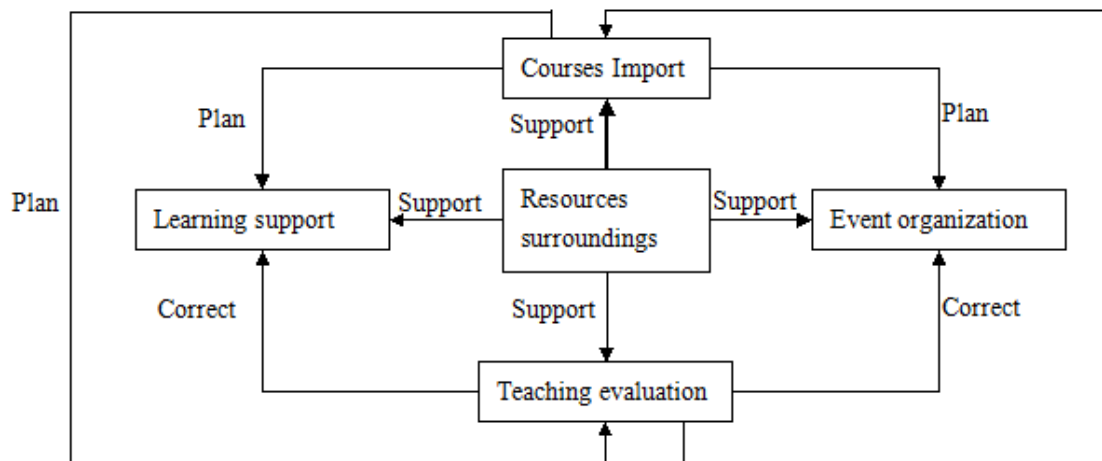 Courses Import
Plan
Support
Plan
Plan
Learning support
Support
Resources
surroundings
Support
Event organization
Correct
Support
Correct
Teaching evaluation